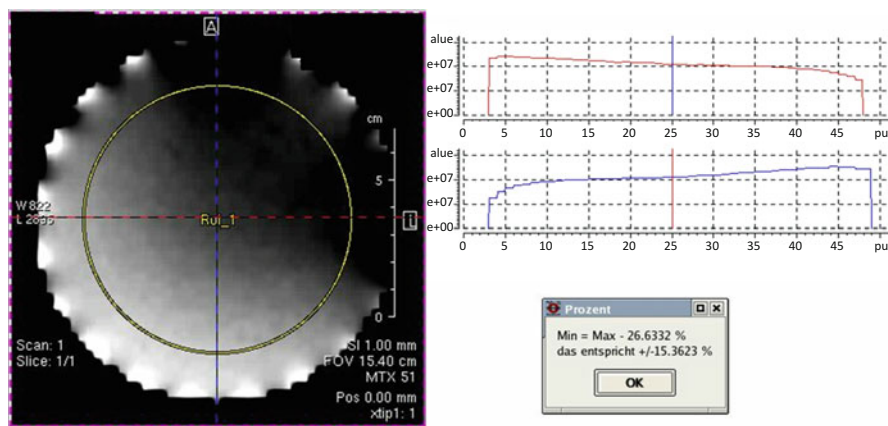 A
cm
5
W 822
Roi_1
i
0
Scan: 1
Slice: 1/1
SI 1.00 mm
FOV 15.40 cm
MTX 51
Pos 0.00 mm
xtip1: 1
alue
e+07
e+07
e+00
0 5 10 15 20 25 30 35 40 45 pu
alue
e+07
e+07
e+00
0 5 10 15 20 25 30 35 40 45 pu
Prozent
Min = Max - 26.6332 %
das entspricht +/-15.3623 %
OK